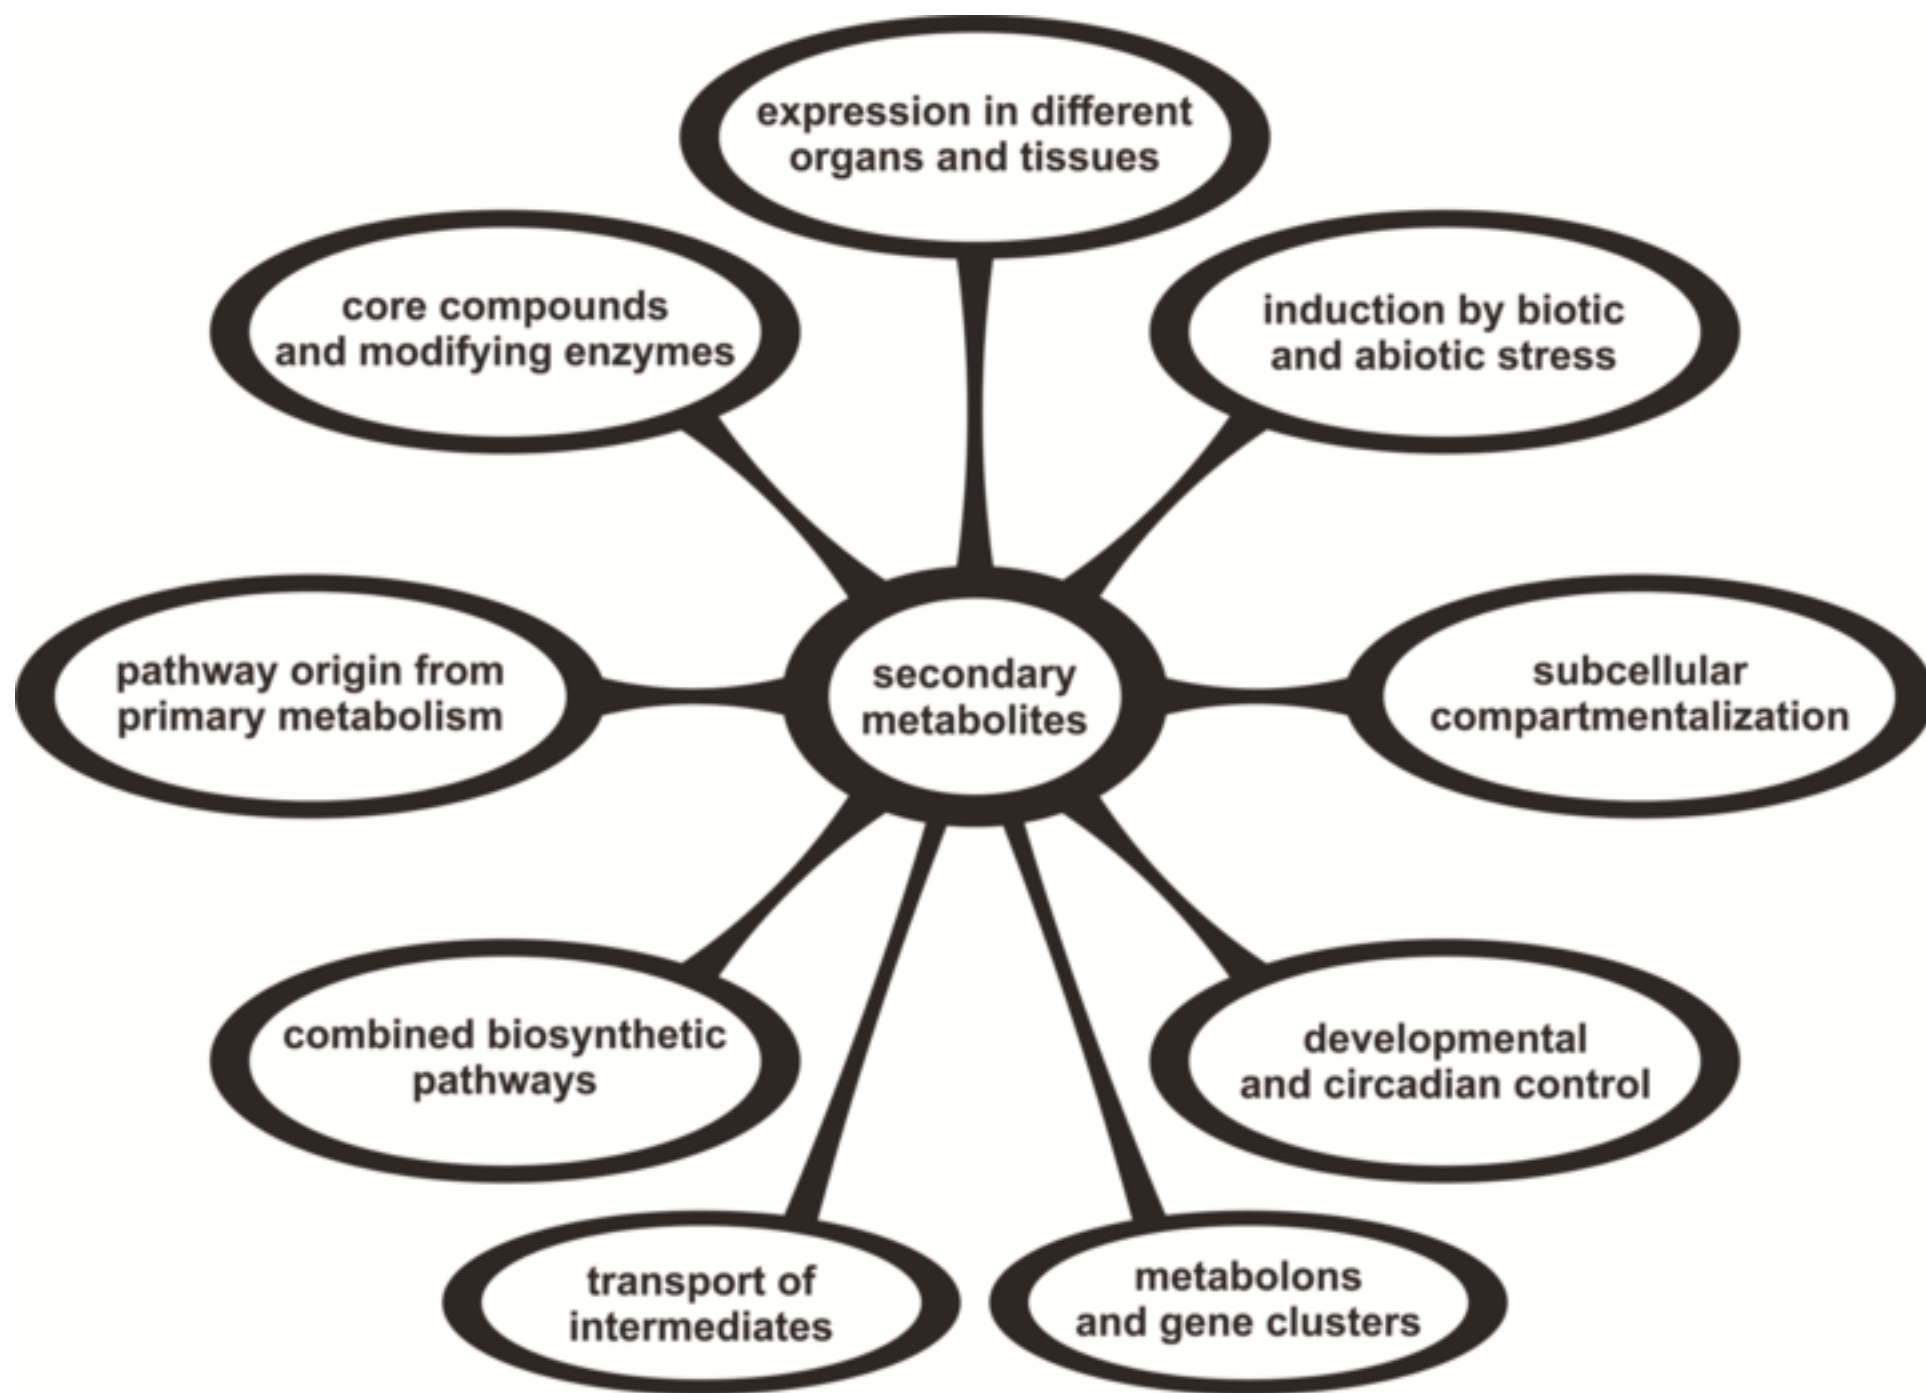 expression in different
organs and tissues
core compounds
and modifying enzymes
induction by biotic
and abiotic stress
pathway origin from
primary metabolism
secondary
metabolites
subcellular
compartmentalization
combined biosynthetic
pathways
developmental
and circadian control
transport of
intermediates
metabolons
and gene clusters